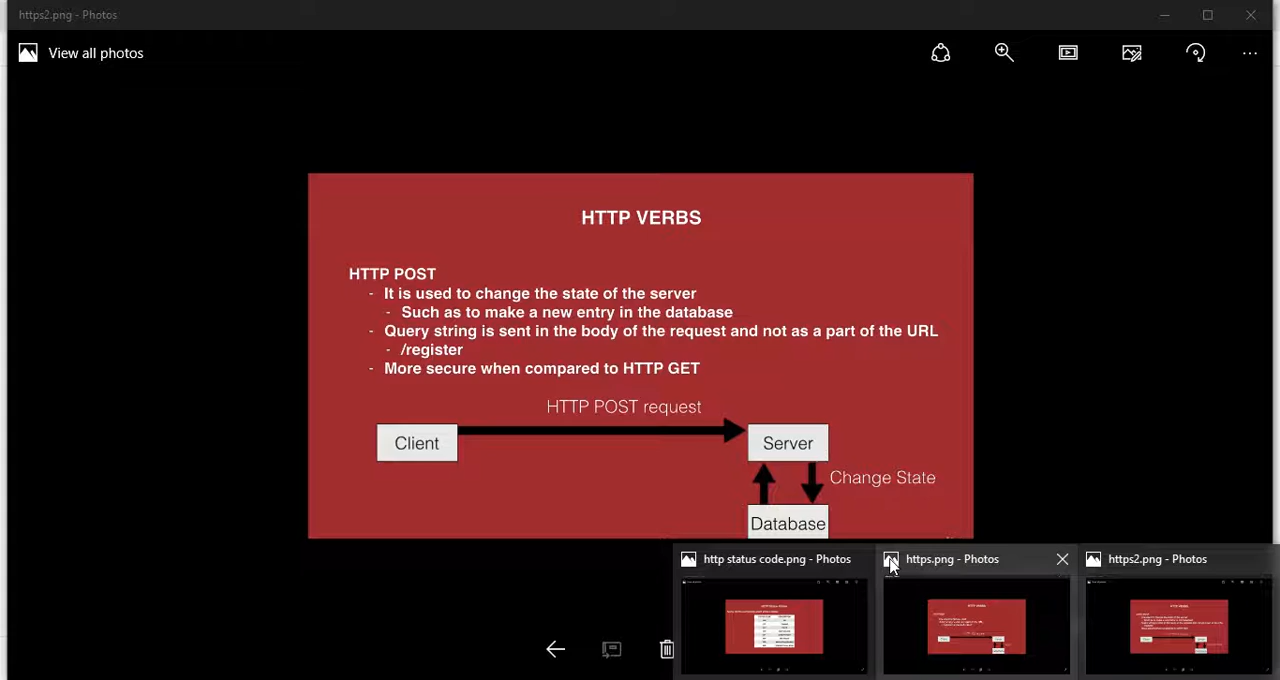 https2.png - Photos
View all photos
HTTP VERBS
HTTP POST
- It is used to change the state of the server
- Such as to make a new entry in the database
- Query string is sent in the body of the request and not as a part of the URL
- /register
- More secure when compared to HTTP GET
HTTP POST request
Client
Server
Change State
Database
http status code.png - Photos
https.png - Photos
https2.png - Photos